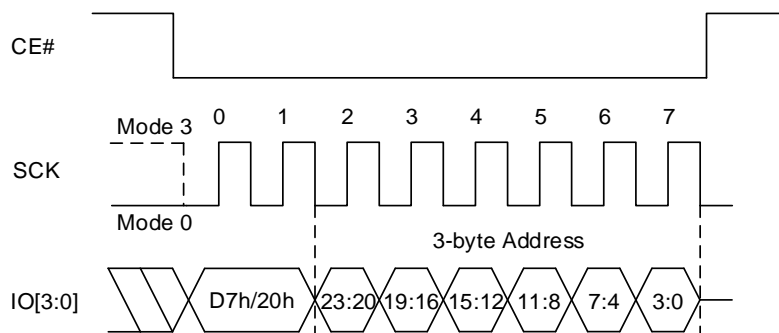 CE#
Mode 3
0 1 2 3 4 5 6 7
SCK
Mode 0
3-byte Address
IO[3:0]
D7h/20h 23:20 19:16 15:12 11:8 7:4 3:0